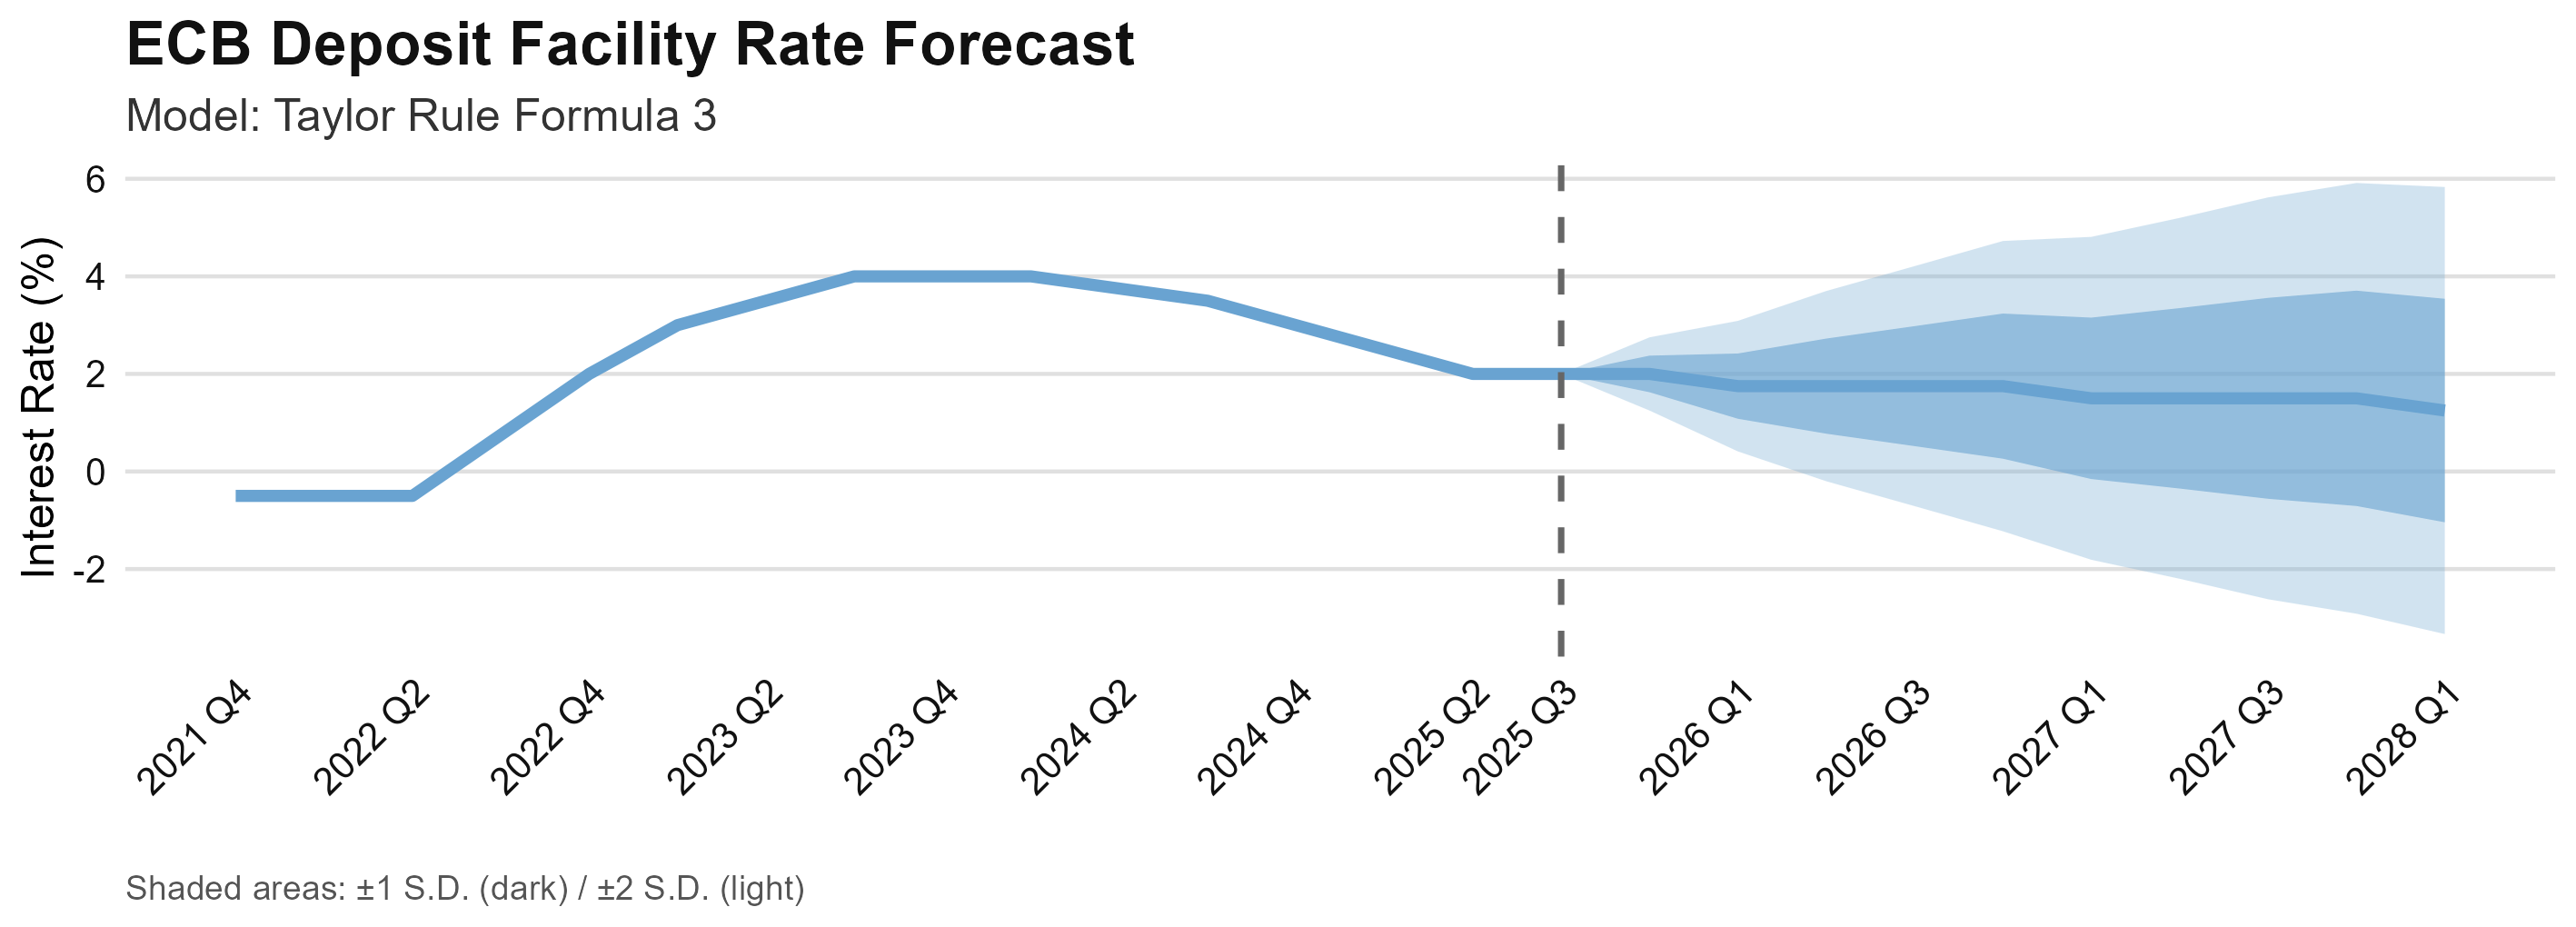 ECB Deposit Facility Rate Forecast
Model: Taylor Rule Formula 3
Interest Rate (%)
6
4
2
0
-2
2021 Q4
2022 Q2
2022 Q4
2023 Q2
2023 Q4
2024 Q2
2024 Q4
2025 Q2
2025 Q3
2026 Q1
2026 Q3
2027 Q1
2027 Q3
2028 Q1
Shaded areas: ±1 S.D. (dark) / ±2 S.D. (light)